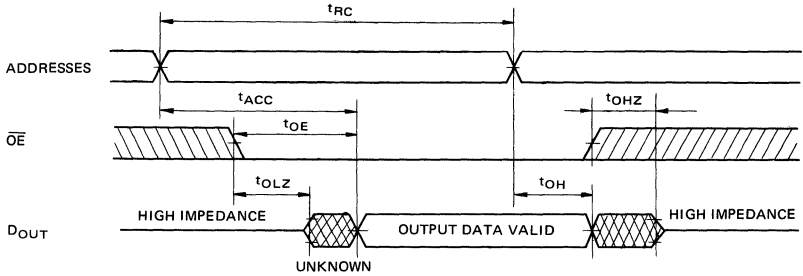 tRC
ADDRESSES
tACC
tOHZ
tOE
OE
tOLZ
tOH
HIGH IMPEDANCE
HIGH IMPEDANCE
DOUT
OUTPUT DATA VALID
UNKNOWN